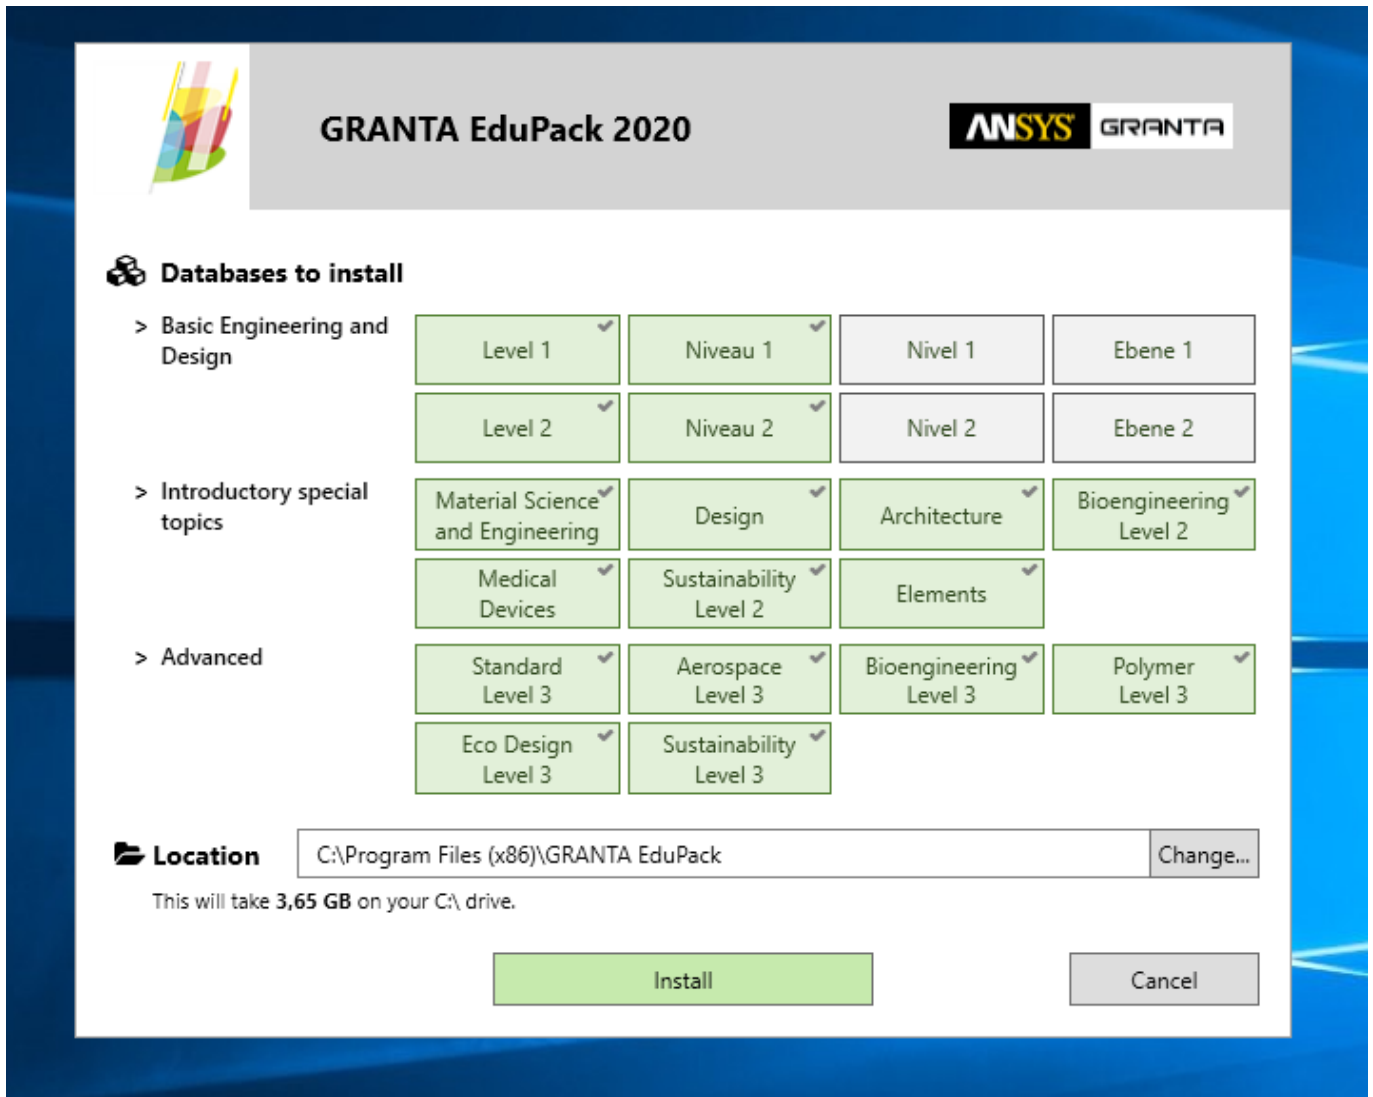 GRANTA EduPack 2020
ANSYS GRANTA
Databases to install
> Basic Engineering and
Design
Level 1
Niveau 1
Nivel 1
Ebene 1
Level 2
Niveau 2
Nivel 2
Ebene 2
> Introductory special
topics
Material Science
and Engineering
Design
Architecture
Bioengineering
Level 2
Medical
Devices
Sustainability
Level 2
Elements
> Advanced
Standard
Level 3
Aerospace
Level 3
Bioengineering
Level 3
Polymer
Level 3
Eco Design
Level 3
Sustainability
Level 3
Location
C:\Program Files (x86)\GRANTA EduPack
Change...
This will take 3,65 GB on your C:\ drive.
Install
Cancel